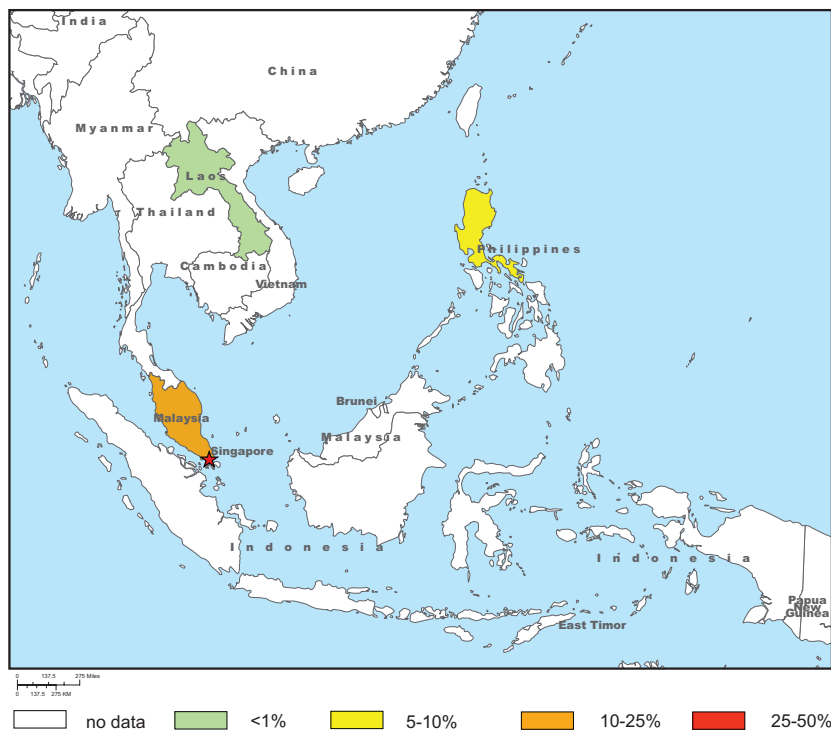 India
China
Myanmar
Laos
Thailand
Philippines
Cambodia
Vietnam
Brunei
Malaysia
Malaysia
Singapore
Indonesia
Indonesia
Papua
New
Guinea
East Timor
0 137.5 275 Miles
0 137.5 275 KM
no data <1% 5-10% 10-25% 25-50%